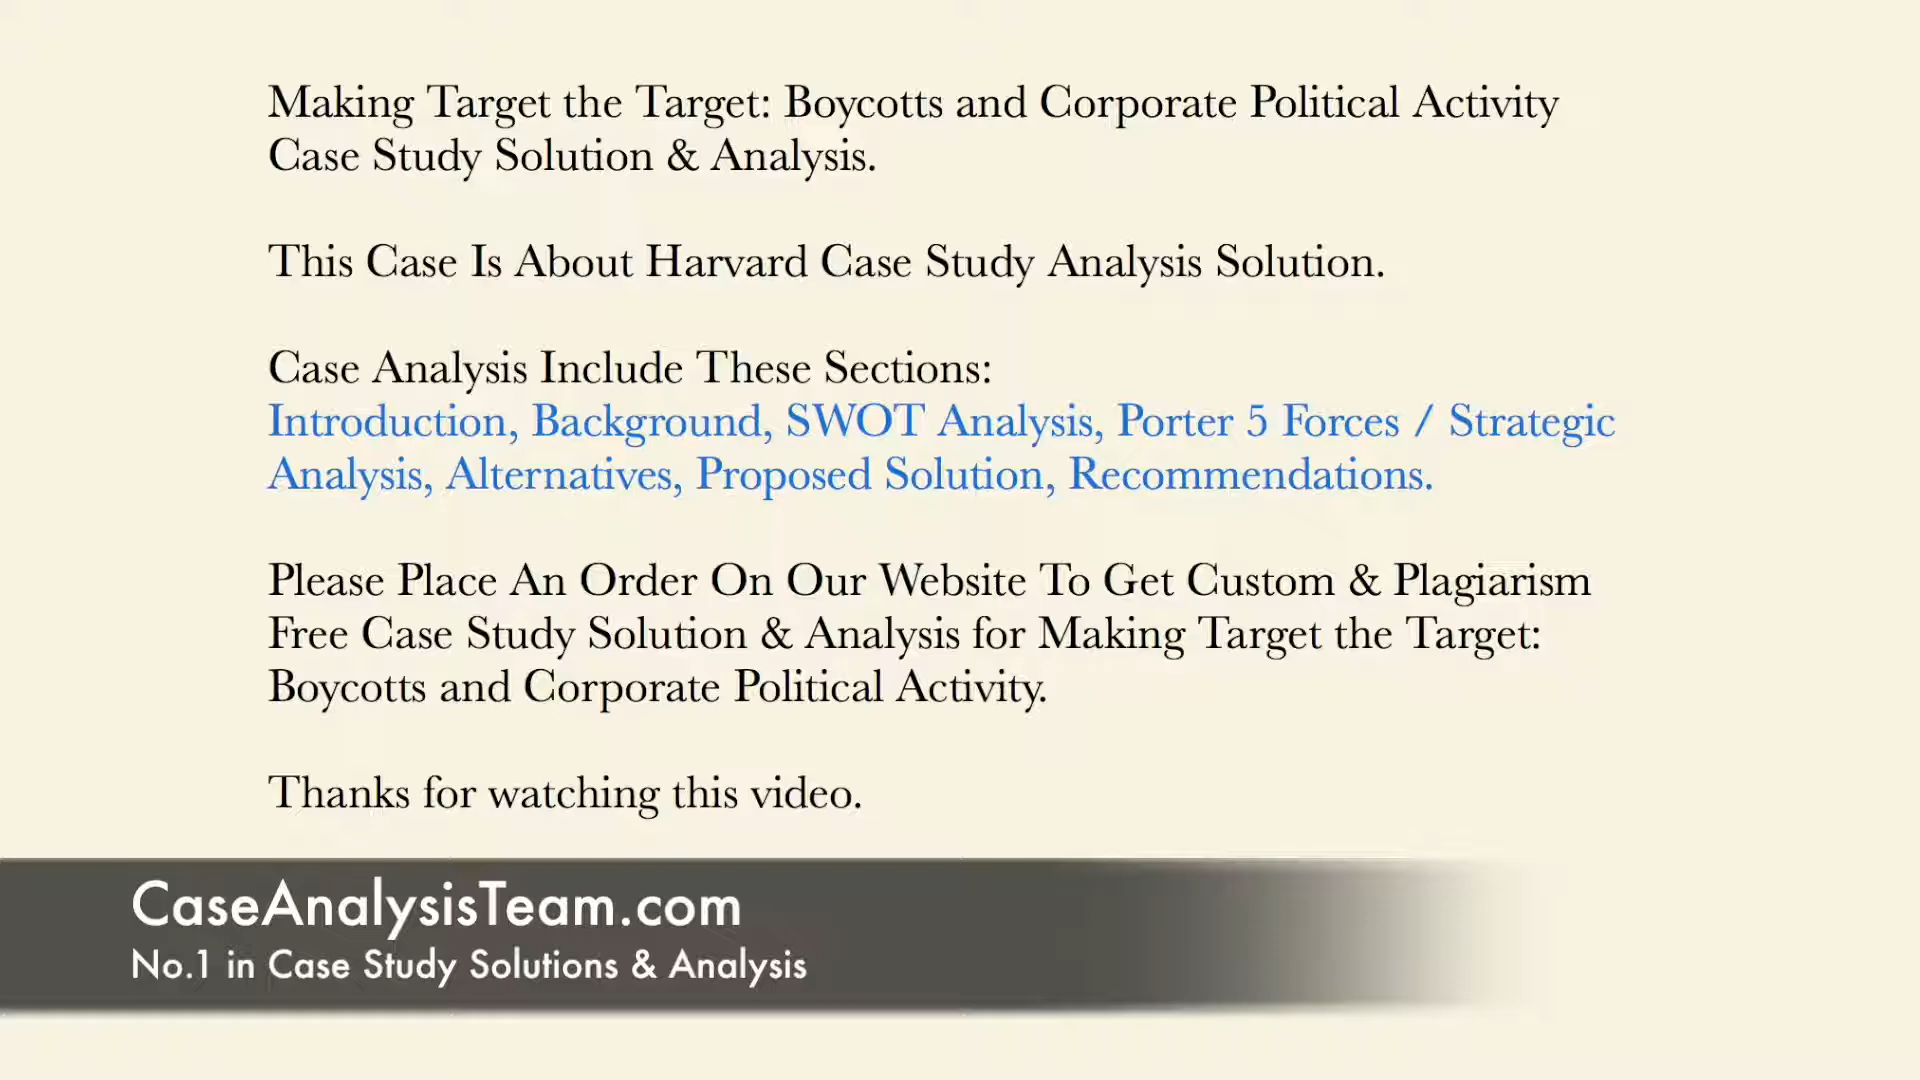 Making Target the Target: Boycotts and Corporate Political Activity
Case Study Solution & Analysis.
This Case Is About Harvard Case Study Analysis Solution.
Case Analysis Include These Sections:
Introduction, Background, SWOT Analysis, Porter 5 Forces / Strategic
Analysis, Alternatives, Proposed Solution, Recommendations.
Please Place An Order On Our Website To Get Custom & Plagiarism
Free Case Study Solution & Analysis for Making Target the Target:
Boycotts and Corporate Political Activity.
Thanks for watching this video.
CaseAnalysisTeam.com
No.1 in Case Study Solutions & Analysis